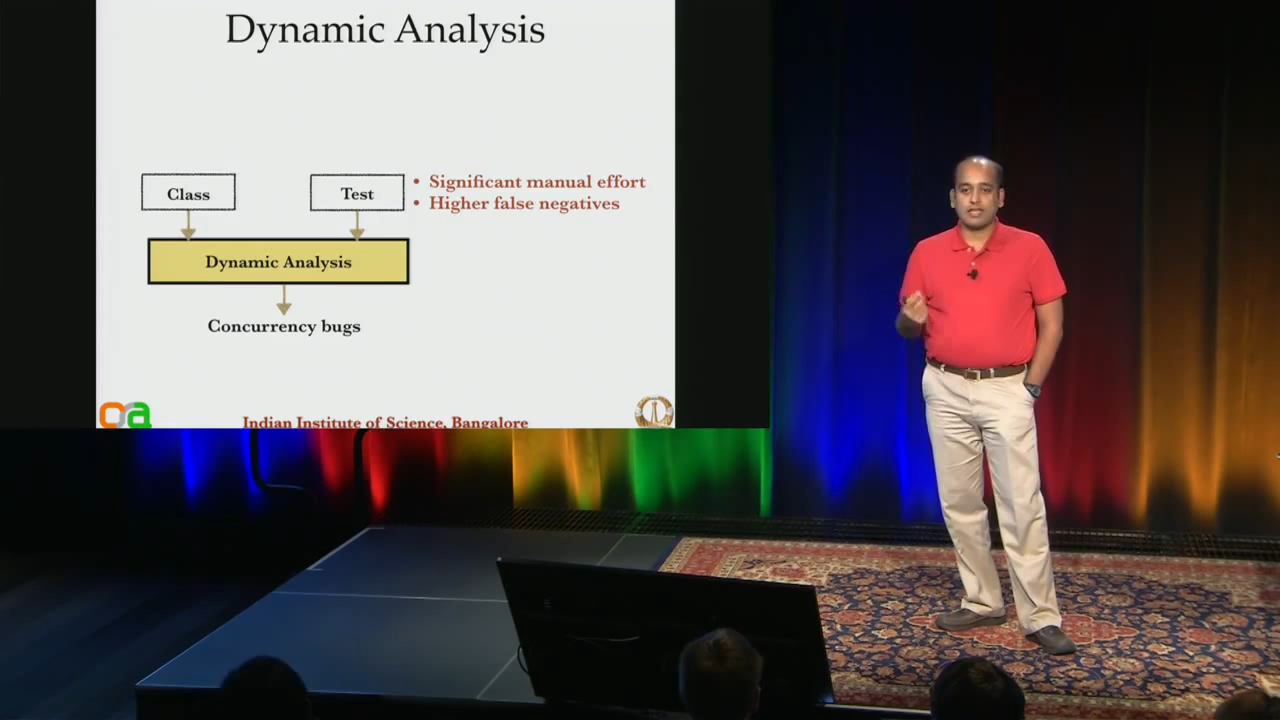 Dynamic Analysis
Class
Test
• Significant manual effort
• Higher false negatives
Dynamic Analysis
Concurrency bugs
Indian Institute of Science, Bangalore